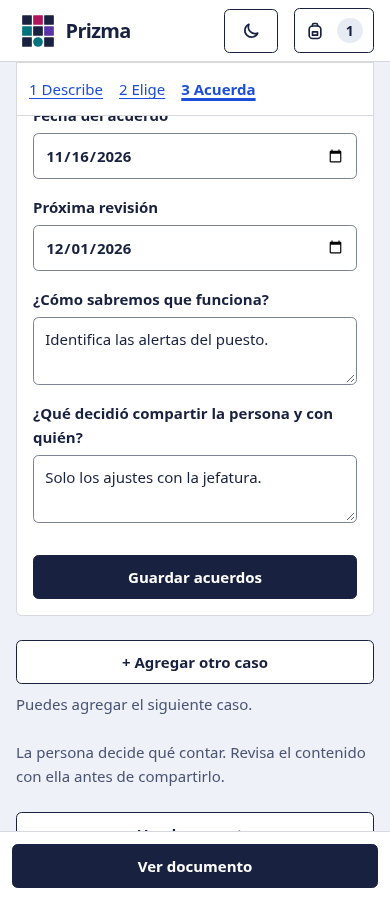 Prizma
1
1 Describe 2 Elige 3 Acuerda
Fecha del acuerdo
11/16/2026
Próxima revisión
12/01/2026
¿Cómo sabremos que funciona?
Identifica las alertas del puesto.
¿Qué decidió compartir la persona y con
quién?
Solo los ajustes con la jefatura.
Guardar acuerdos
+ Agregar otro caso
Puedes agregar el siguiente caso.
La persona decide qué contar. Revisa el contenido
con ella antes de compartirlo.
Ver documento